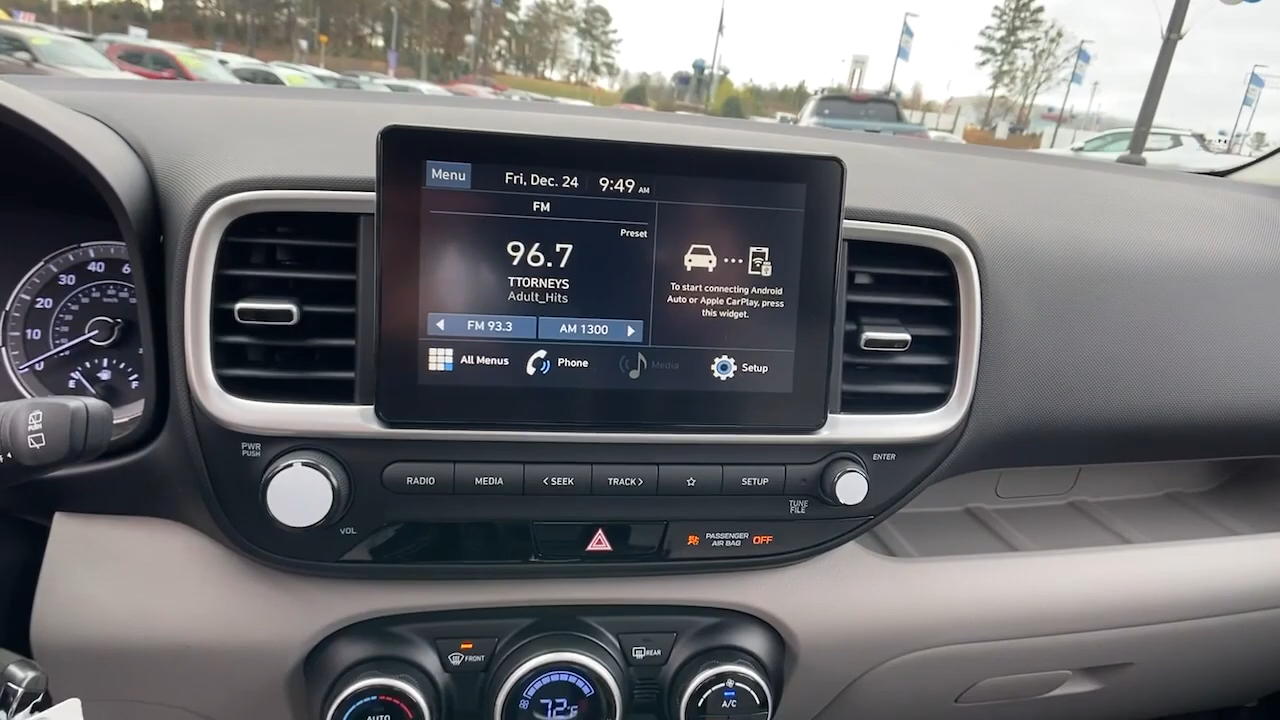 Menu
Fri, Dec. 24
9:49 AM
FM
Preset
96.7
TTORNEYS
Adult_Hits
FM 93.3
AM 1300
To start connecting Android
Auto or Apple CarPlay, press
this widget.
All Menus
Phone
Media
Setup
10
20
30
40
0
E
F
PUSH
PWR
PUSH
VOL
RADIO
MEDIA
< SEEK
TRACK >
☆
SETUP
ENTER
TUNE
FILE
PASSENGER
AIR BAG
OFF
FRONT
REAR
AUTO
72°F
A/C